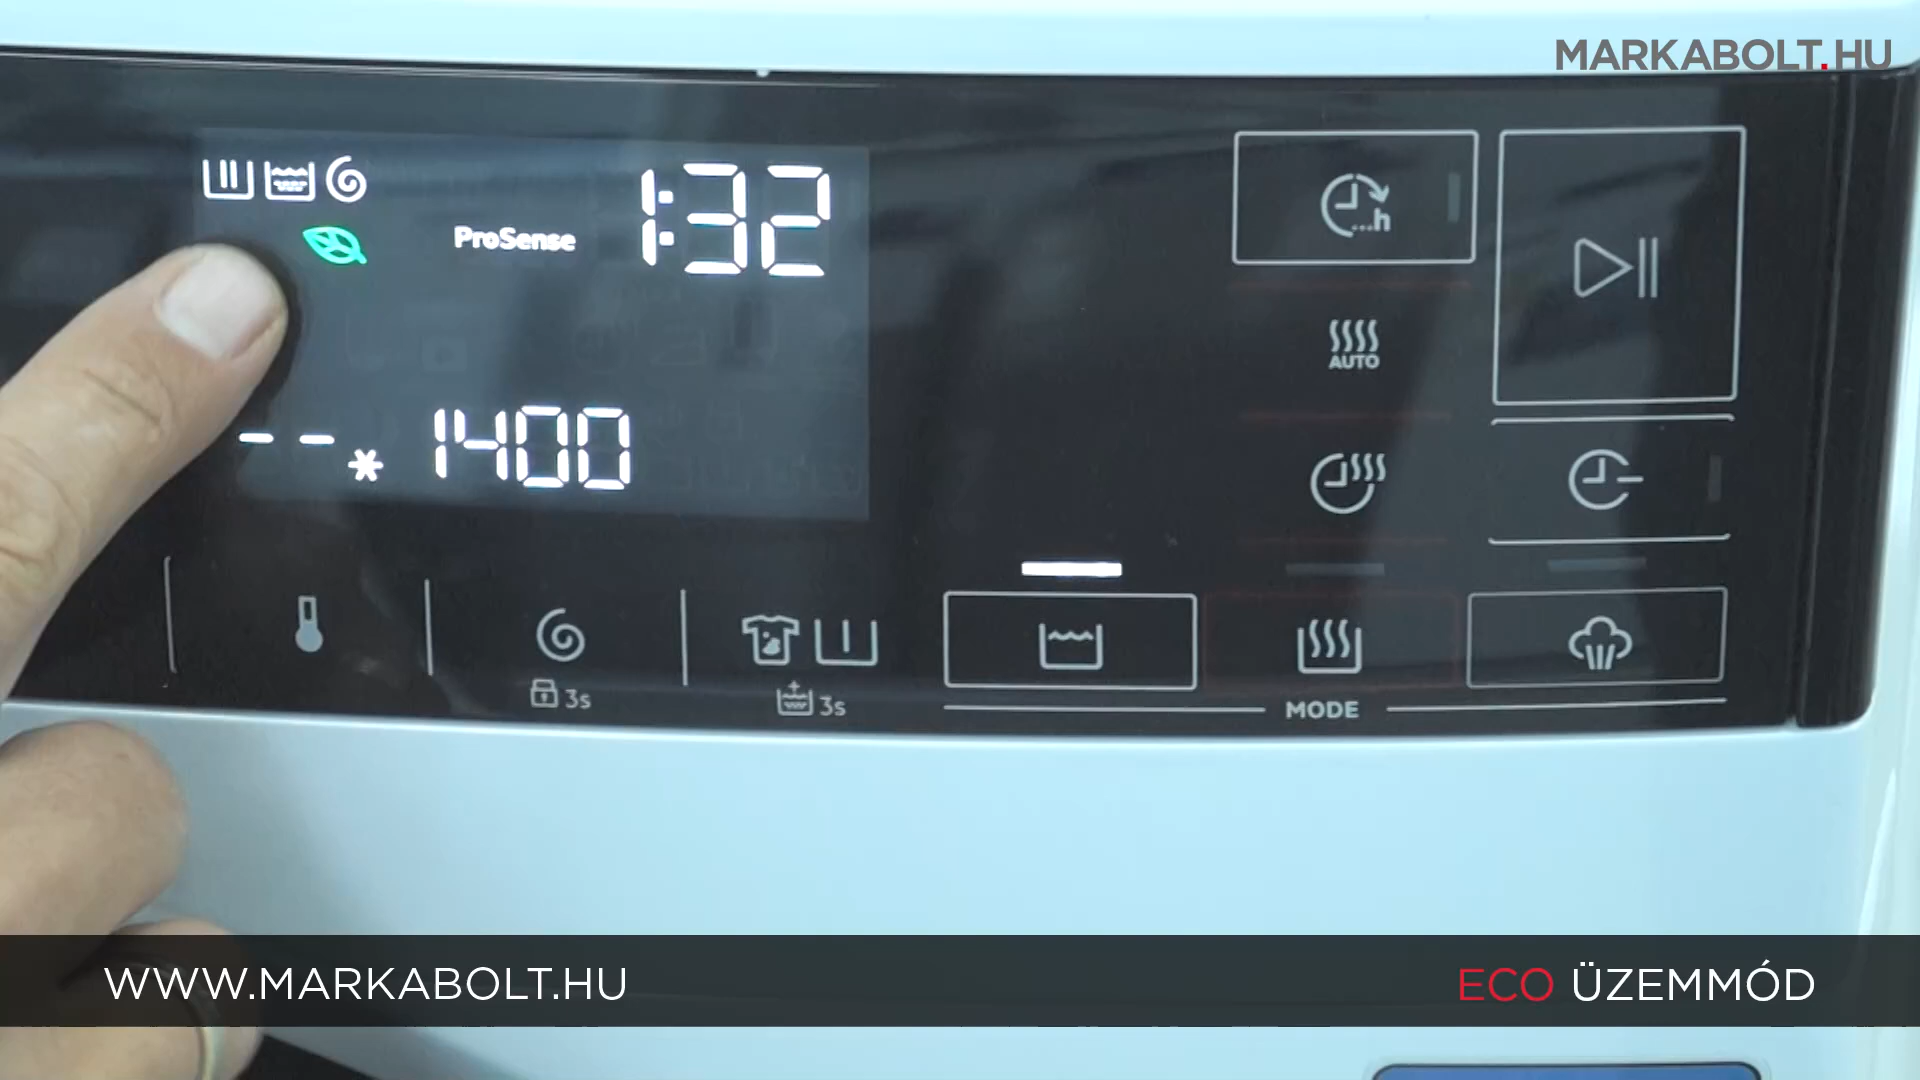 MARKABOLT.HU
ProSense
1:32
...h
AUTO
--* 1400
3s
3s
MODE
WWW.MARKABOLT.HU
ECO ÜZEMMÓD